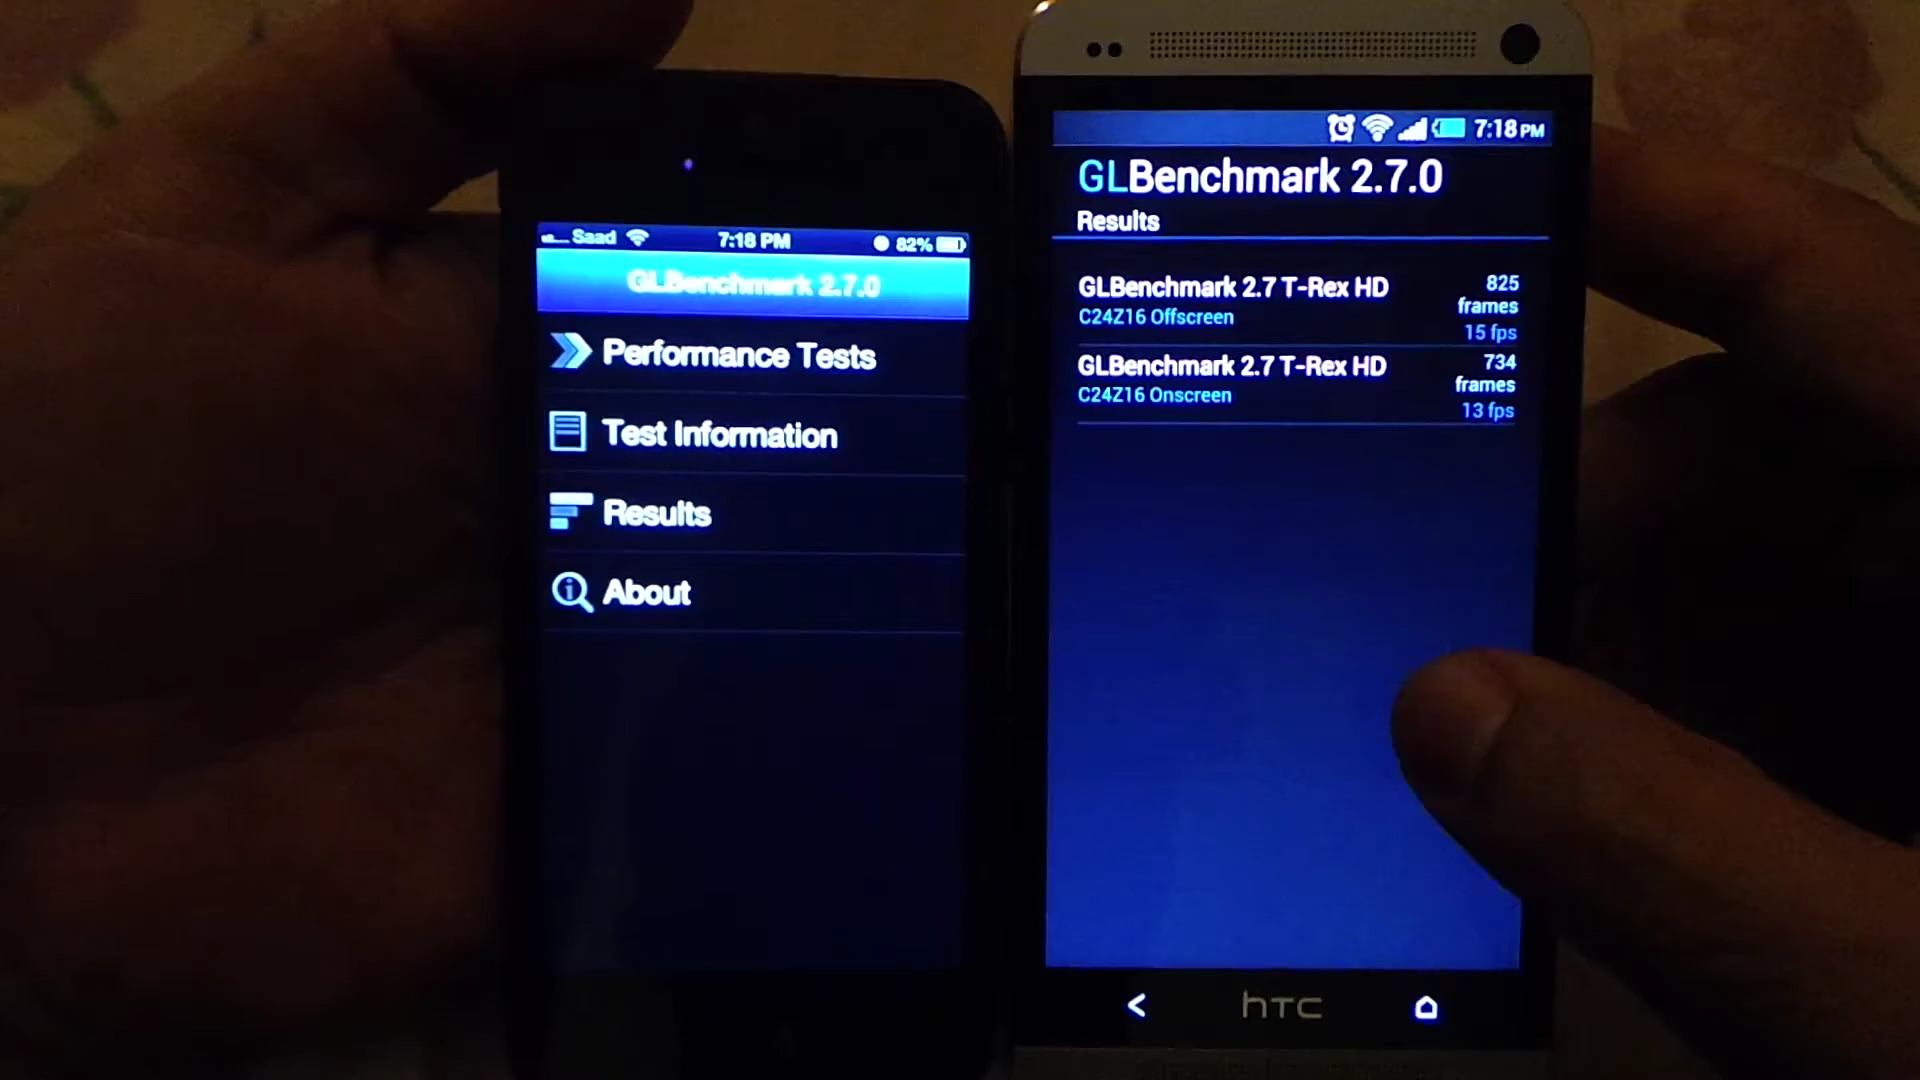 Saad 7:18 PM 82%
GLBenchmark 2.7.0
Performance Tests
Test Information
Results
About
7:18 PM
GLBenchmark 2.7.0
Results
GLBenchmark 2.7 T-Rex HD
C24Z16 Offscreen
825
frames
15 fps
GLBenchmark 2.7 T-Rex HD
C24Z16 Onscreen
734
frames
13 fps
hTC